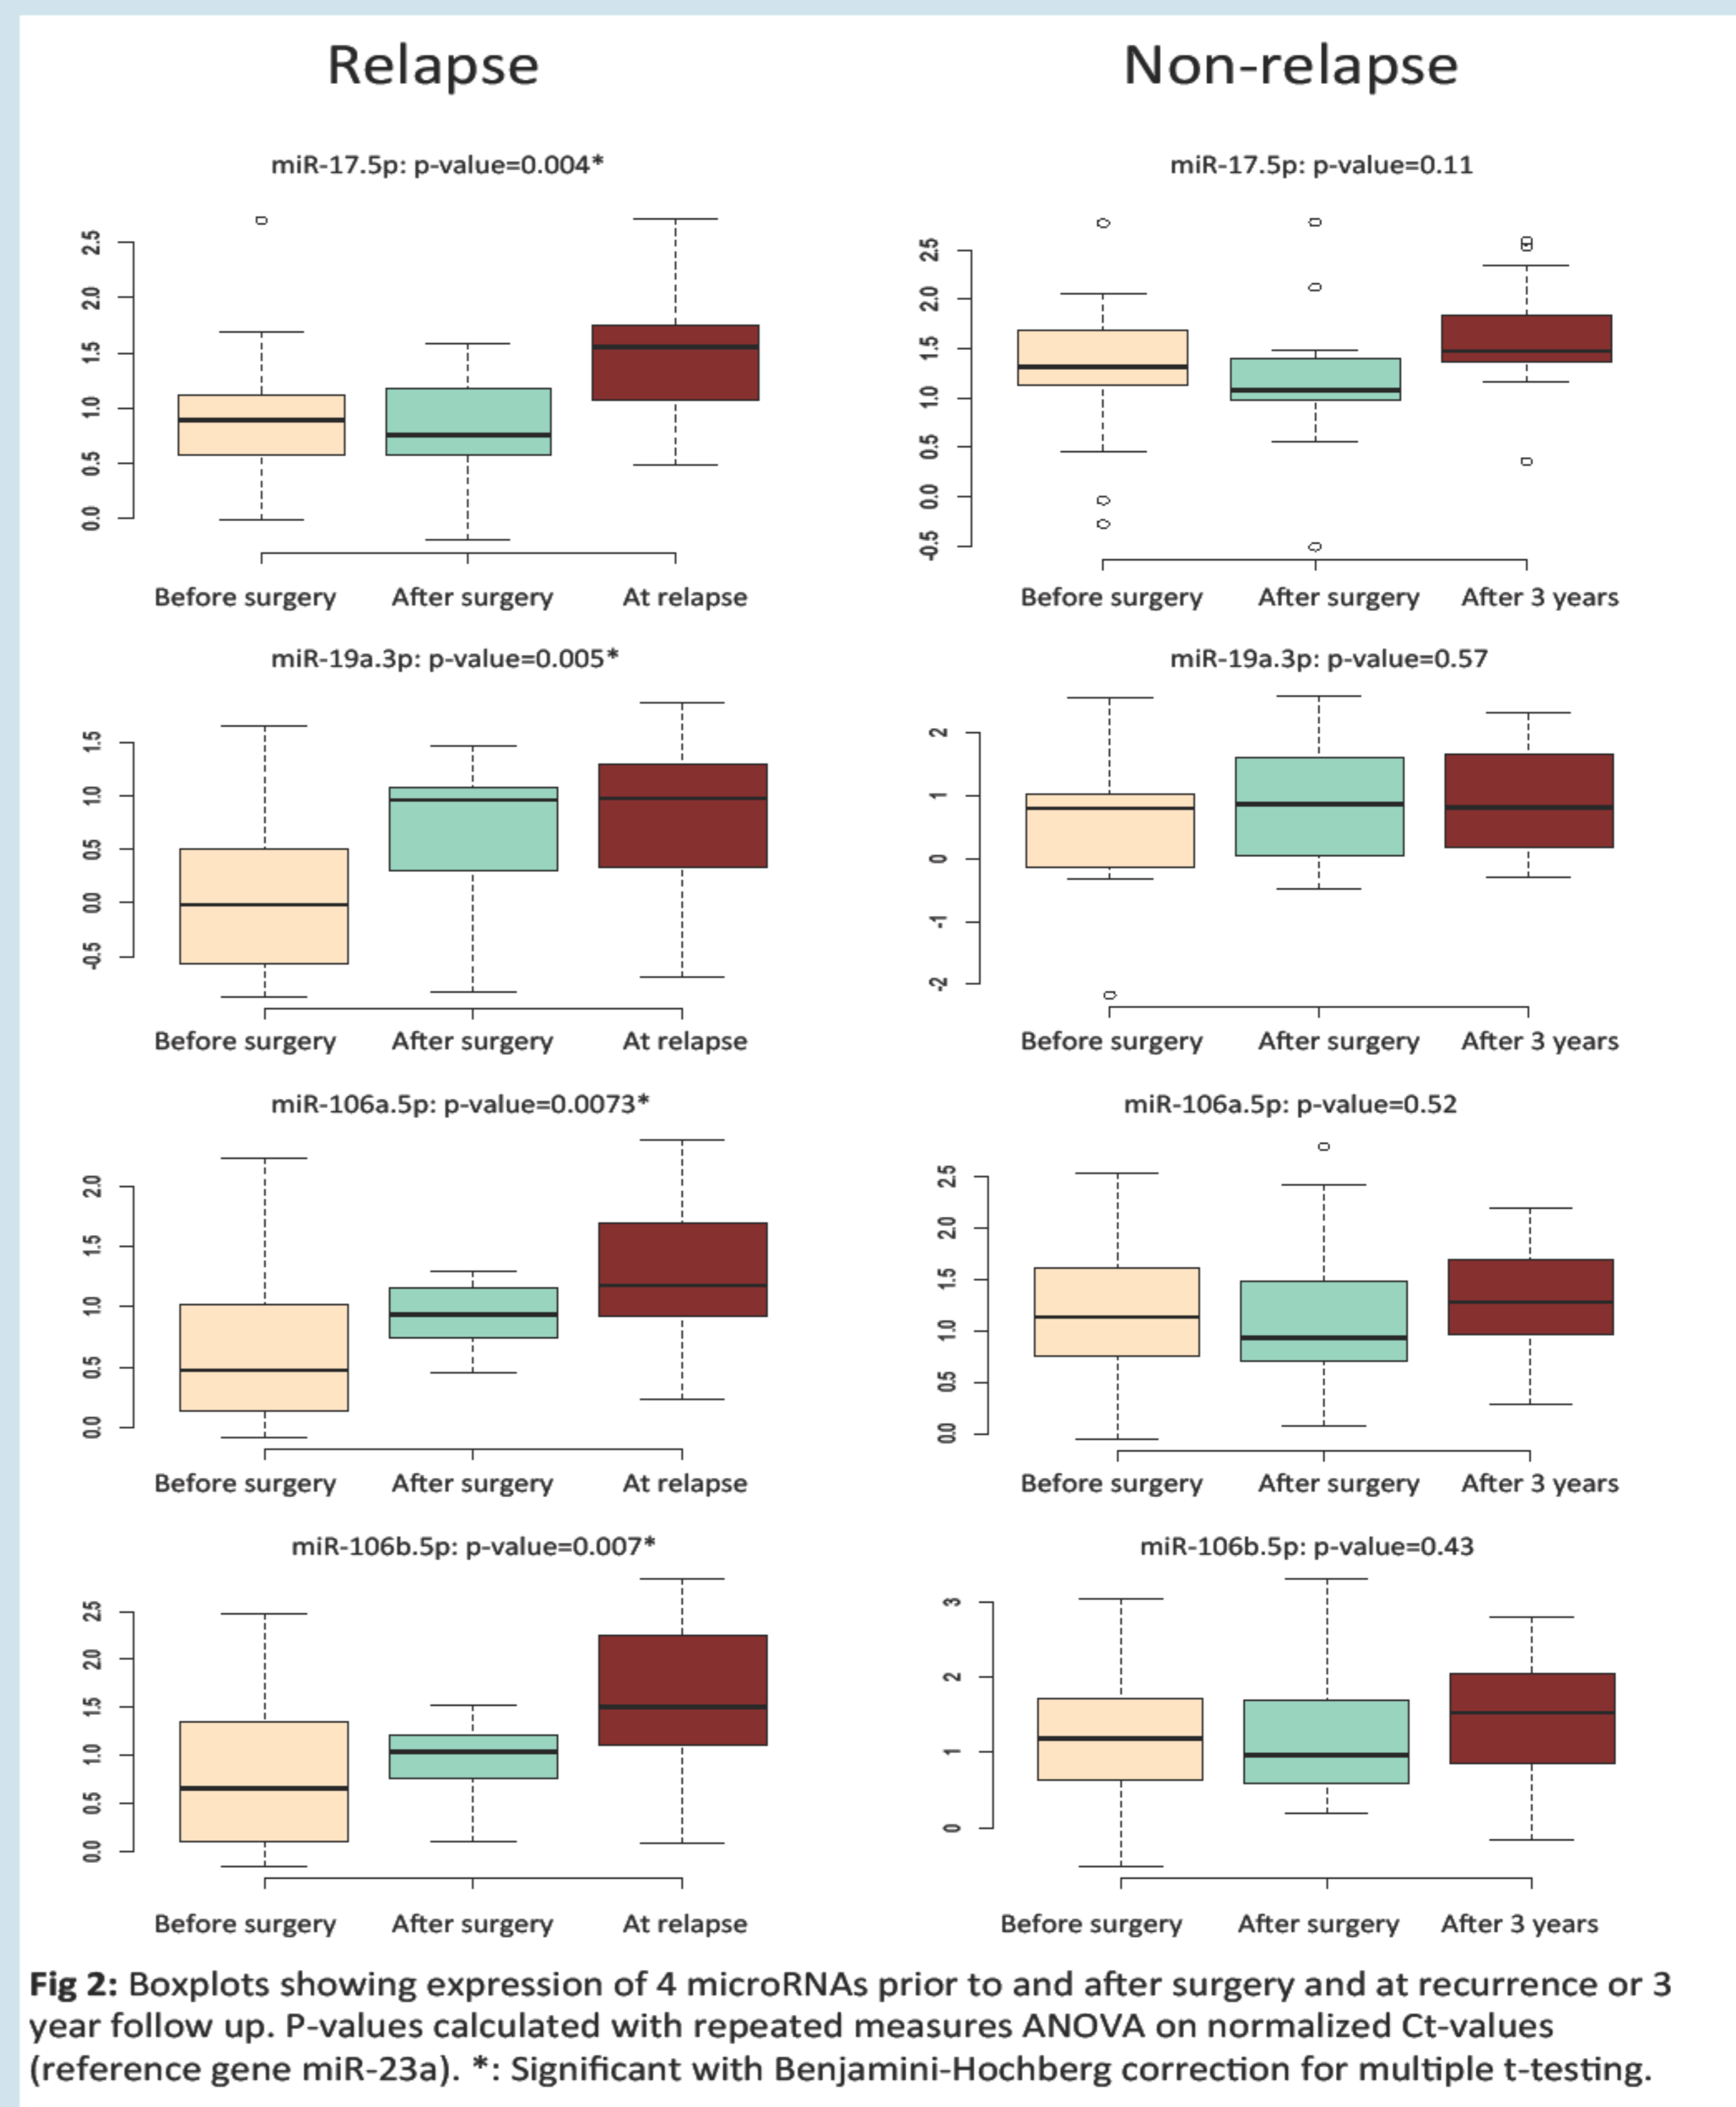 Relapse
Non-relapse
miR-17.5p: p-value=0.004*
miR-17.5p: p-value=0.11
2.5
2.0
1.5
1.0
0.5
0.0
Before surgery After surgery At relapse
2.5
2.0
1.5
1.0
0.5
0.0
-0.5
Before surgery After surgery After 3 years
miR-19a.3p: p-value=0.005*
miR-19a.3p: p-value=0.57
1.5
1.0
0.5
0.0
-0.5
Before surgery After surgery At relapse
2
1
0
-1
-2
Before surgery After surgery After 3 years
miR-106a.5p: p-value=0.0073*
miR-106a.5p: p-value=0.52
2.0
1.5
1.0
0.5
0.0
Before surgery After surgery At relapse
2.5
2.0
1.5
1.0
0.5
0.0
Before surgery After surgery After 3 years
miR-106b.5p: p-value=0.007*
miR-106b.5p: p-value=0.43
2.5
2.0
1.5
1.0
0.5
0.0
Before surgery After surgery At relapse
3
2
1
0
Before surgery After surgery After 3 years
Fig 2: Boxplots showing expression of 4 microRNAs prior to and after surgery and at recurrence or 3
year follow up. P-values calculated with repeated measures ANOVA on normalized Ct-values
(reference gene miR-23a). *: Significant with Benjamini-Hochberg correction for multiple t-testing.